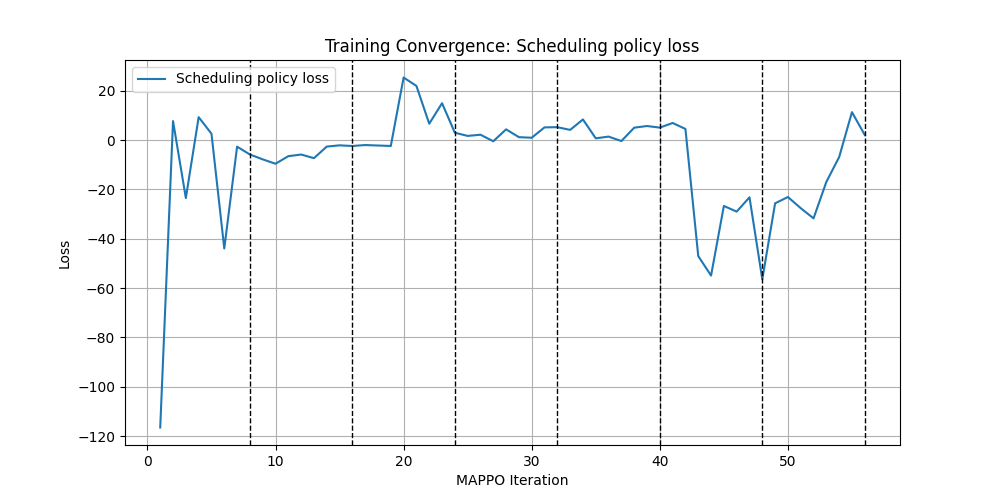 Training Convergence: Scheduling policy loss
Scheduling policy loss
20
0
−20
−40
−60
−80
−100
−120
Loss
0 10 20 30 40 50
MAPPO Iteration